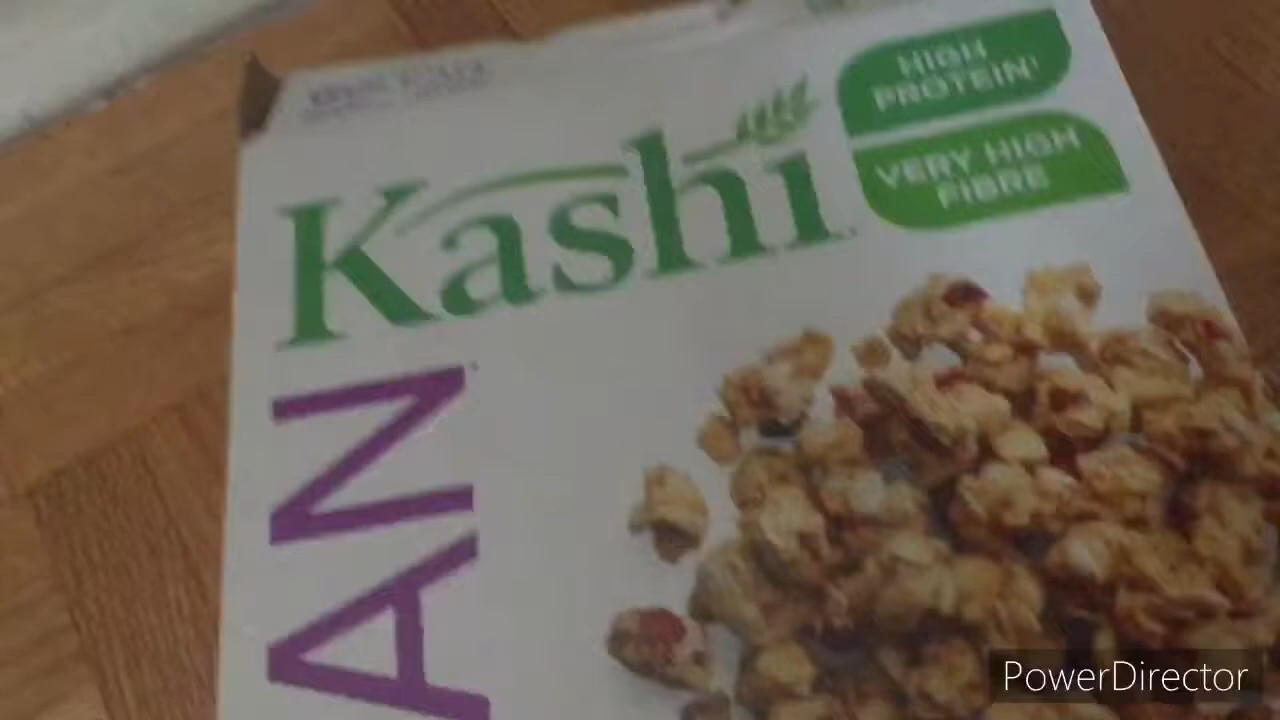 Kashi
HIGH
PROTEIN
VERY HIGH
FIBRE
AN
PowerDirector